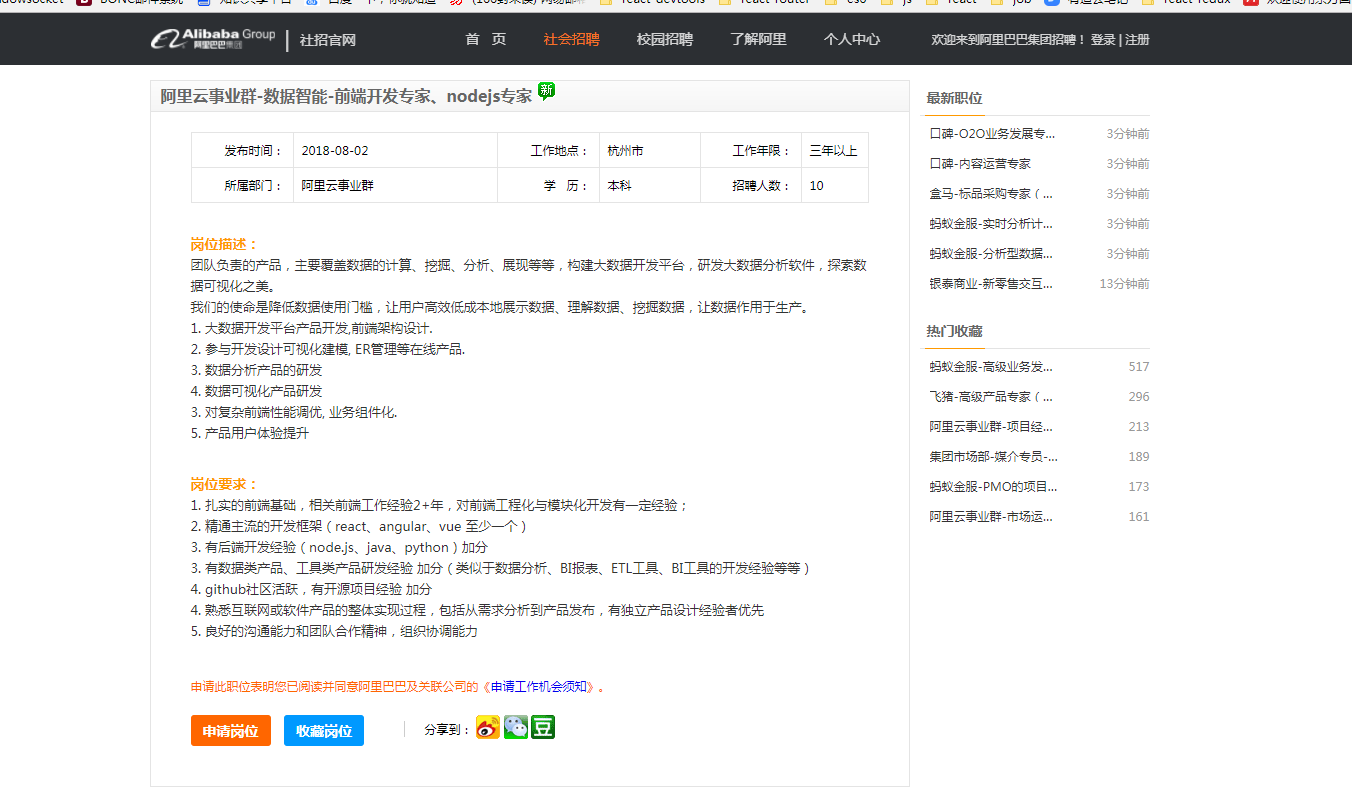 react-devtools react-router es6 js react job 有道云笔记 react-redux
Alibaba Group 阿里巴巴集团 | 社招官网 首 页 社会招聘 校园招聘 了解阿里 个人中心 欢迎来到阿里巴巴集团招聘！ 登录 | 注册
阿里云事业群-数据智能-前端开发专家、nodejs专家 新
发布时间： 2018-08-02 工作地点： 杭州市 工作年限： 三年以上
所属部门： 阿里云事业群 学 历： 本科 招聘人数： 10
岗位描述：
团队负责的产品，主要覆盖数据的计算、挖掘、分析、展现等等，构建大数据开发平台，研发大数据分析软件，探索数
据可视化之美。
我们的使命是降低数据使用门槛，让用户高效低成本地展示数据、理解数据、挖掘数据，让数据作用于生产。
1. 大数据开发平台产品开发,前端架构设计.
2. 参与开发设计可视化建模, ER管理等在线产品.
3. 数据分析产品的研发
4. 数据可视化产品研发
3. 对复杂前端性能调优, 业务组件化.
5. 产品用户体验提升
岗位要求：
1. 扎实的前端基础，相关前端工作经验2+年，对前端工程化与模块化开发有一定经验；
2. 精通主流的开发框架（react、angular、vue 至少一个）
3. 有后端开发经验（node.js、java、python）加分
3. 有数据类产品、工具类产品研发经验 加分（类似于数据分析、BI报表、ETL工具、BI工具的开发经验等等）
4. github社区活跃，有开源项目经验 加分
4. 熟悉互联网或软件产品的整体实现过程，包括从需求分析到产品发布，有独立产品设计经验者优先
5. 良好的沟通能力和团队合作精神，组织协调能力
申请此职位表明您已阅读并同意阿里巴巴及关联公司的《申请工作机会须知》。
申请岗位 收藏岗位 分享到： 豆
最新职位
口碑-O2O业务发展专... 3分钟前
口碑-内容运营专家 3分钟前
盒马-标品采购专家（... 3分钟前
蚂蚁金服-实时分析计... 3分钟前
蚂蚁金服-分析型数据... 3分钟前
银泰商业-新零售交互... 13分钟前
热门收藏
蚂蚁金服-高级业务发... 517
飞猪-高级产品专家（... 296
阿里云事业群-项目经... 213
集团市场部-媒介专员-... 189
蚂蚁金服-PMO的项目... 173
阿里云事业群-市场运... 161